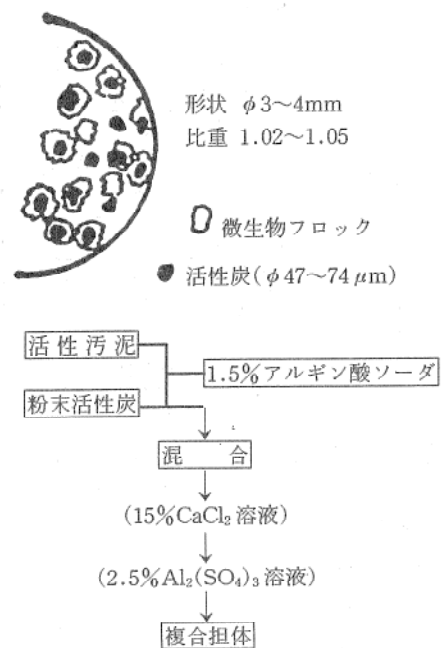 形状 φ3～4mm
比重 1.02～1.05
微生物フロック
活性炭(φ47～74μm)
活性汚泥
1.5%アルギン酸ソーダ
粉末活性炭
混 合
(15%CaCl₂溶液)
(2.5%Al₂(SO₄)₃溶液)
複合担体